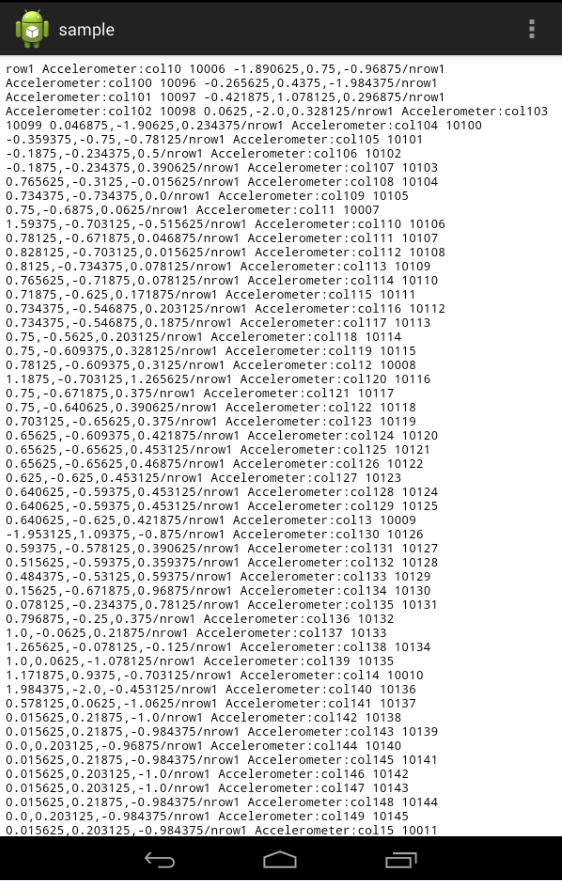 sample
row1 Accelerometer:col10 10006 -1.890625,0.75,-0.96875/nrow1
Accelerometer:col100 10096 -0.265625,0.4375,-1.984375/nrow1
Accelerometer:col101 10097 -0.421875,1.078125,0.296875/nrow1
Accelerometer:col102 10098 0.0625,-2.0,0.328125/nrow1 Accelerometer:col103
10099 0.046875,-1.90625,0.234375/nrow1 Accelerometer:col104 10100
-0.359375,-0.75,-0.78125/nrow1 Accelerometer:col105 10101
-0.1875,-0.234375,0.5/nrow1 Accelerometer:col106 10102
-0.1875,-0.234375,0.390625/nrow1 Accelerometer:col107 10103
0.765625,-0.3125,-0.015625/nrow1 Accelerometer:col108 10104
0.734375,-0.734375,0.0/nrow1 Accelerometer:col109 10105
0.75,-0.6875,0.0625/nrow1 Accelerometer:col11 10007
1.59375,-0.703125,-0.515625/nrow1 Accelerometer:col110 10106
0.78125,-0.671875,0.046875/nrow1 Accelerometer:col111 10107
0.828125,-0.703125,0.015625/nrow1 Accelerometer:col112 10108
0.8125,-0.734375,0.078125/nrow1 Accelerometer:col113 10109
0.765625,-0.71875,0.078125/nrow1 Accelerometer:col114 10110
0.71875,-0.625,0.171875/nrow1 Accelerometer:col115 10111
0.734375,-0.546875,0.203125/nrow1 Accelerometer:col116 10112
0.734375,-0.546875,0.1875/nrow1 Accelerometer:col117 10113
0.75,-0.5625,0.203125/nrow1 Accelerometer:col118 10114
0.75,-0.609375,0.328125/nrow1 Accelerometer:col119 10115
0.78125,-0.609375,0.3125/nrow1 Accelerometer:col12 10008
1.1875,-0.703125,1.265625/nrow1 Accelerometer:col120 10116
0.75,-0.671875,0.375/nrow1 Accelerometer:col121 10117
0.75,-0.640625,0.390625/nrow1 Accelerometer:col122 10118
0.703125,-0.65625,0.375/nrow1 Accelerometer:col123 10119
0.65625,-0.609375,0.421875/nrow1 Accelerometer:col124 10120
0.65625,-0.65625,0.453125/nrow1 Accelerometer:col125 10121
0.65625,-0.65625,0.46875/nrow1 Accelerometer:col126 10122
0.625,-0.625,0.453125/nrow1 Accelerometer:col127 10123
0.640625,-0.59375,0.453125/nrow1 Accelerometer:col128 10124
0.640625,-0.59375,0.453125/nrow1 Accelerometer:col129 10125
0.640625,-0.625,0.421875/nrow1 Accelerometer:col13 10009
-1.953125,1.09375,-0.875/nrow1 Accelerometer:col130 10126
0.59375,-0.578125,0.390625/nrow1 Accelerometer:col131 10127
0.515625,-0.59375,0.359375/nrow1 Accelerometer:col132 10128
0.484375,-0.53125,0.59375/nrow1 Accelerometer:col133 10129
0.15625,-0.671875,0.96875/nrow1 Accelerometer:col134 10130
0.078125,-0.234375,0.78125/nrow1 Accelerometer:col135 10131
0.796875,-0.25,0.375/nrow1 Accelerometer:col136 10132
1.0,-0.0625,0.21875/nrow1 Accelerometer:col137 10133
1.265625,-0.078125,-0.125/nrow1 Accelerometer:col138 10134
1.0,0.0625,-1.078125/nrow1 Accelerometer:col139 10135
1.171875,0.9375,-0.703125/nrow1 Accelerometer:col14 10010
1.984375,-2.0,-0.453125/nrow1 Accelerometer:col140 10136
0.578125,0.0625,-1.0625/nrow1 Accelerometer:col141 10137
0.015625,0.21875,-1.0/nrow1 Accelerometer:col142 10138
0.015625,0.21875,-0.984375/nrow1 Accelerometer:col143 10139
0.0,0.203125,-0.96875/nrow1 Accelerometer:col144 10140
0.015625,0.21875,-0.984375/nrow1 Accelerometer:col145 10141
0.015625,0.203125,-1.0/nrow1 Accelerometer:col146 10142
0.015625,0.203125,-1.0/nrow1 Accelerometer:col147 10143
0.015625,0.21875,-0.984375/nrow1 Accelerometer:col148 10144
0.0,0.203125,-0.984375/nrow1 Accelerometer:col149 10145
0.015625,0.203125,-0.984375/nrow1 Accelerometer:col15 10011